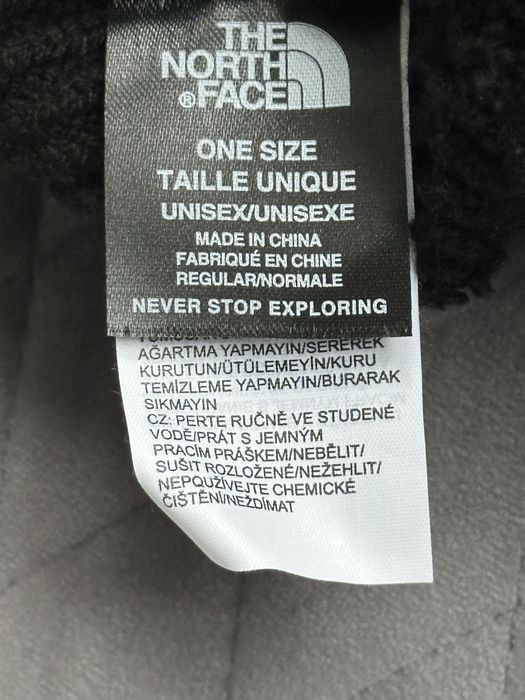 THE
NORTH
®FACE
ONE SIZE
TAILLE UNIQUE
UNISEX/UNISEXE
MADE IN CHINA
FABRIQUÉ EN CHINE
REGULAR/NORMALE
NEVER STOP EXPLORING
AĞARTMA YAPMAYIN/SEREREK
KURUTUN/ÜTÜLEMEYİN/KURU
TEMİZLEME YAPMAYIN/BURARAK
SIKMAYIN
CZ: PERTE RUČNĚ VE STUDENÉ
VODĚ/PRÁT S JEMNÝM
PRACÍM PRÁŠKEM/NEBĚLIT/
SUŠIT ROZLOŽENÉ/NEŽEHLIT/
NEPOUŽÍVEJTE CHEMICKÉ
ČIŠTĚNÍ/NEŽDÍMAT